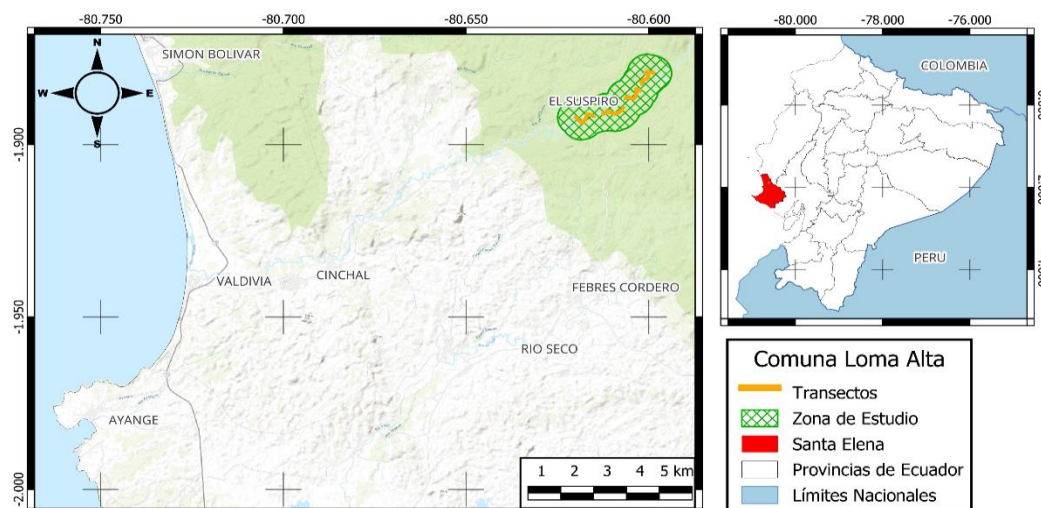 -80.750
-80.700
-80.650
-80.600
SIMON BOLIVAR
N
W
E
S
EL SUSPIRO
-1.900
VALDIVIA
CINCHAL
FEBRES CORDERO
-1.950
RIO SECO
AYANGE
-2.000
1 2 3 4 5 km
-80.000
-78.000
-76.000
COLOMBIA
PERU
Comuna Loma Alta
Transectos
Zona de Estudio
Santa Elena
Provincias de Ecuador
Límites Nacionales